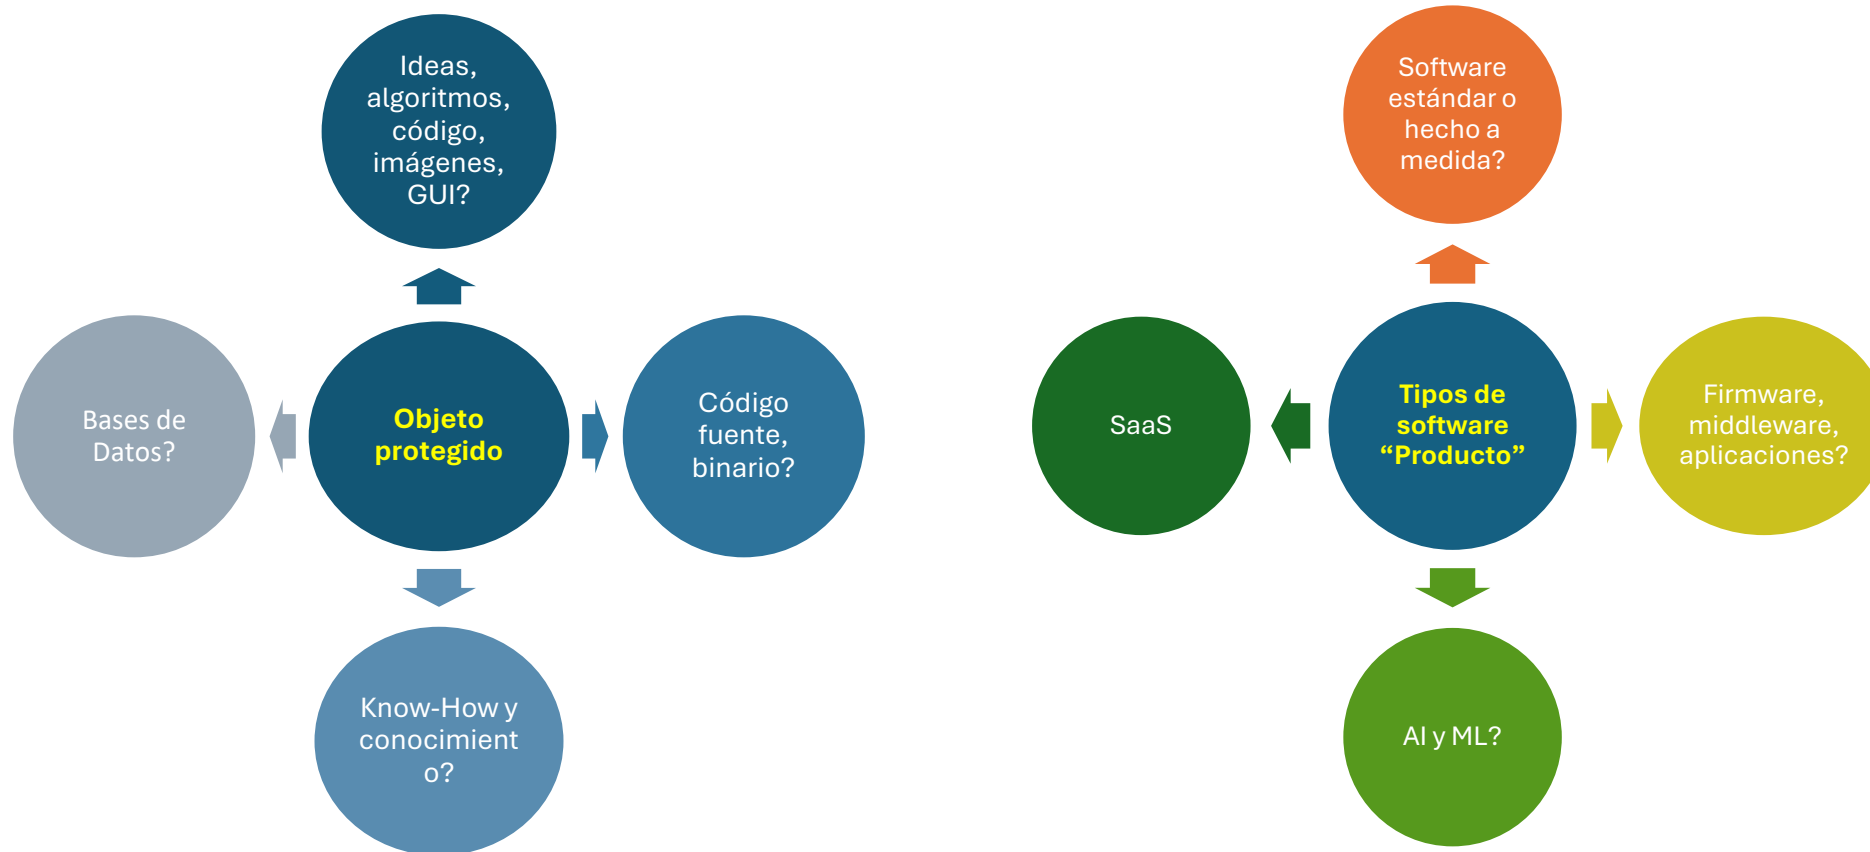 Ideas,
algoritmos,
código,
imágenes,
GUI?
Bases de
Datos?
Objeto
protegido
Código
fuente,
binario?
Know-How y
conocimient
o?
Software
estándar o
hecho a
medida?
SaaS
Tipos de
software
“Producto”
Firmware,
middleware,
aplicaciones?
AI y ML?